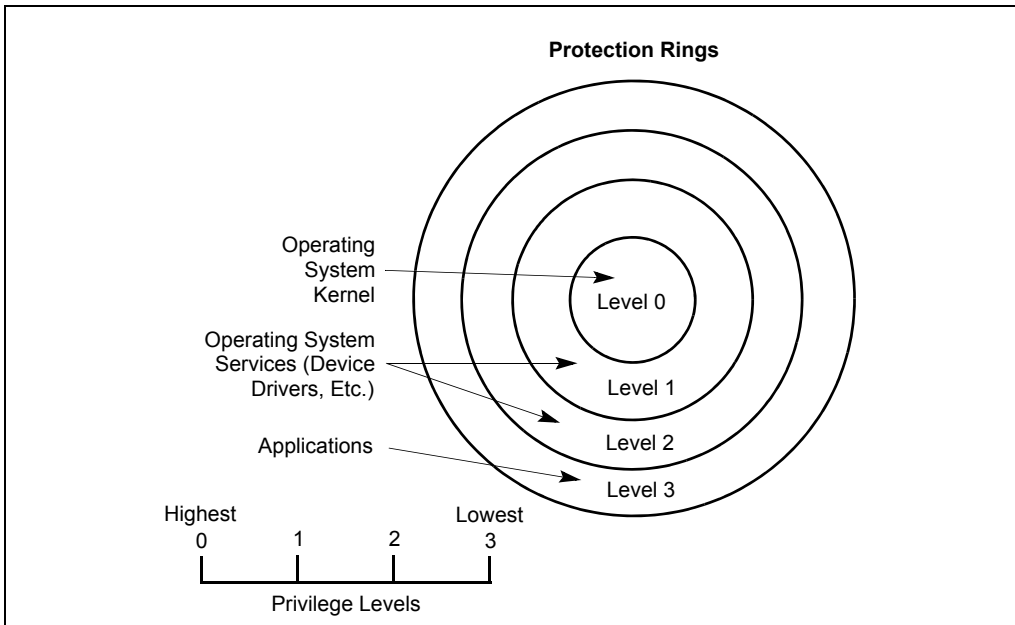 Protection Rings
Operating
System
Kernel
Level 0
Operating System
Services (Device
Drivers, Etc.)
Level 1
Level 2
Applications
Level 3
Highest
Lowest
0
1
2
3
Privilege Levels